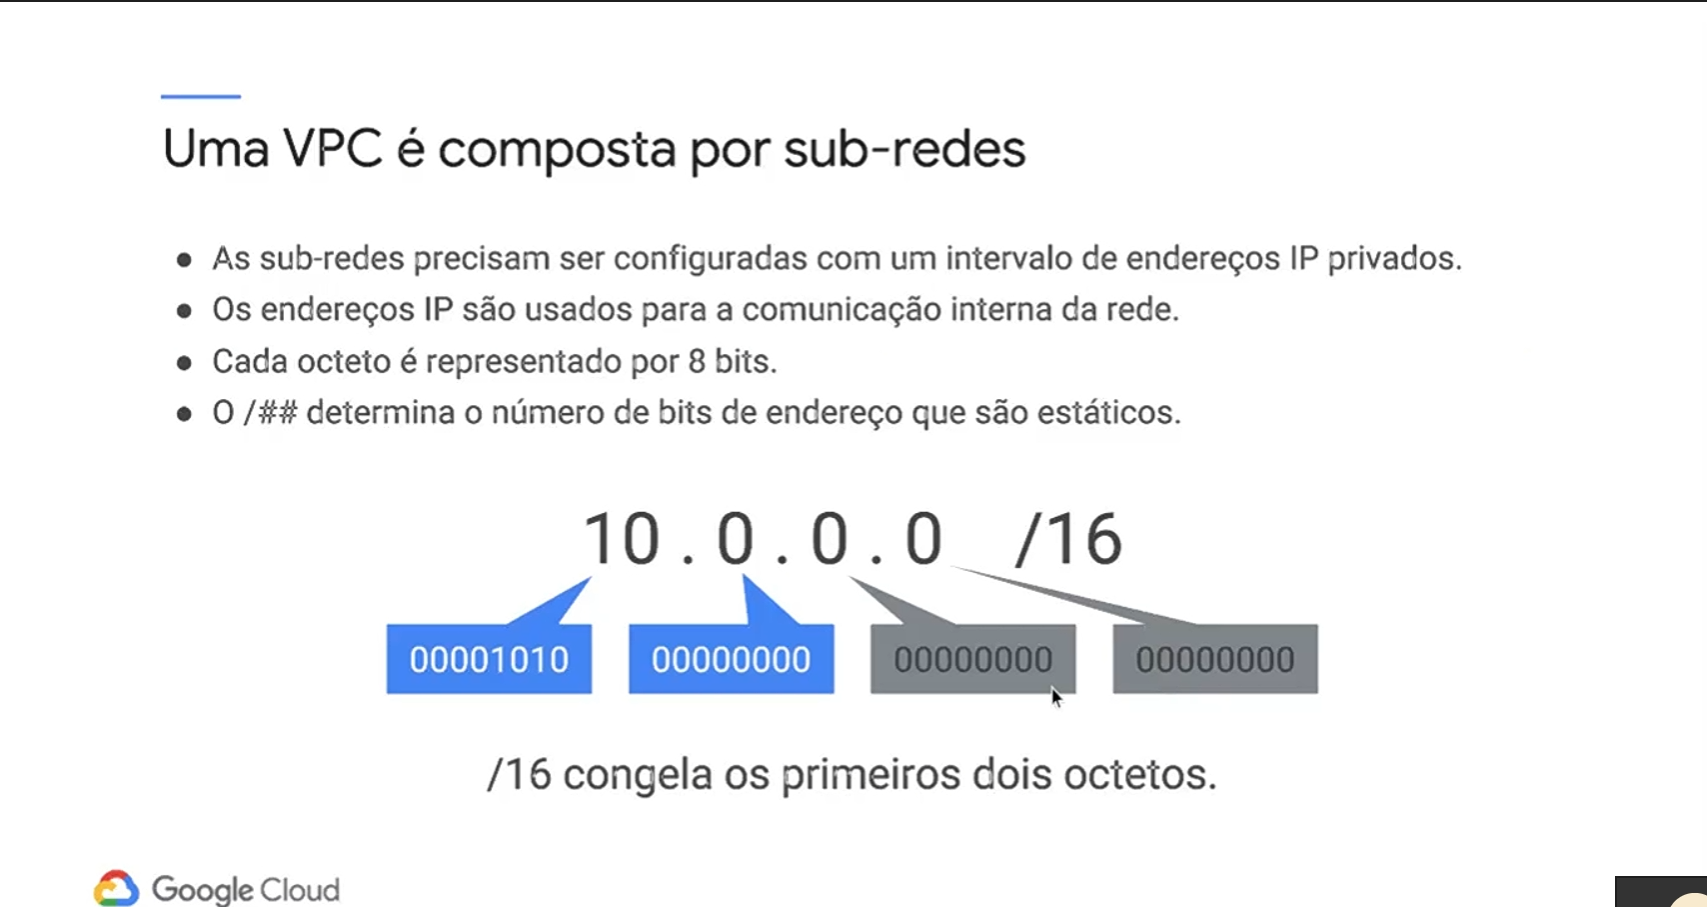 Uma VPC é composta por sub-redes
● As sub-redes precisam ser configuradas com um intervalo de endereços IP privados.
● Os endereços IP são usados para a comunicação interna da rede.
● Cada octeto é representado por 8 bits.
● O /## determina o número de bits de endereço que são estáticos.
10 . 0 . 0 . 0 /16
00001010 00000000 00000000 00000000
/16 congela os primeiros dois octetos.
Google Cloud